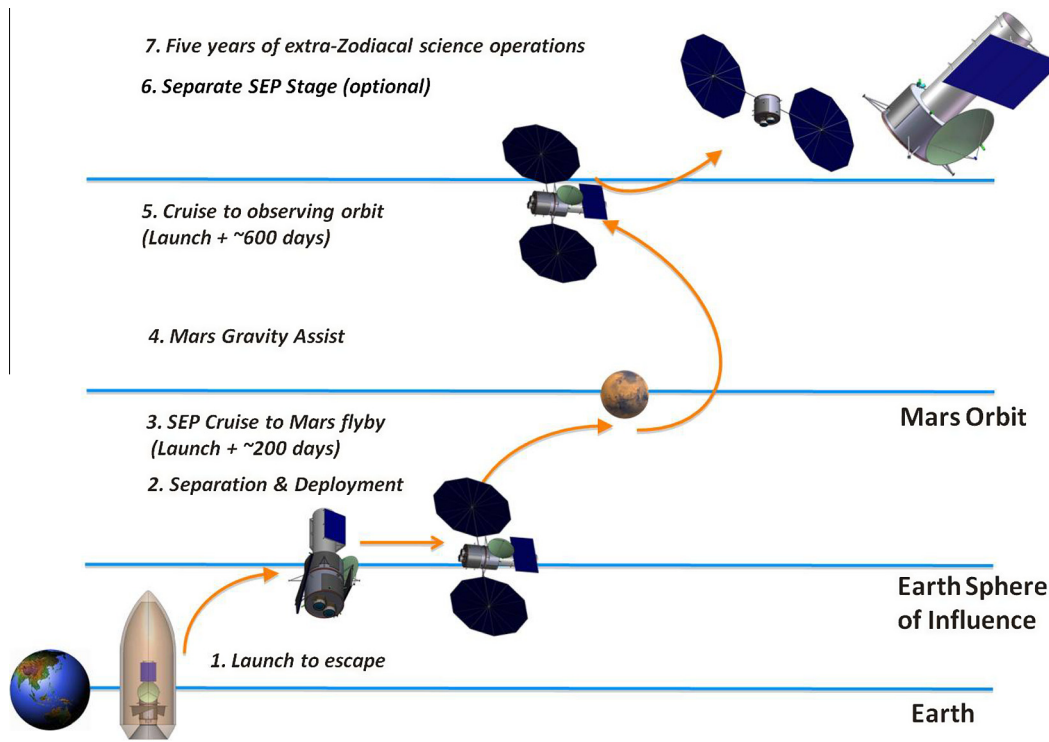 7. Five years of extra-Zodiacal science operations
6. Separate SEP Stage (optional)
5. Cruise to observing orbit
(Launch + ~600 days)
4. Mars Gravity Assist
Mars Orbit
3. SEP Cruise to Mars flyby
(Launch + ~200 days)
2. Separation & Deployment
Earth Sphere
of Influence
1. Launch to escape
Earth